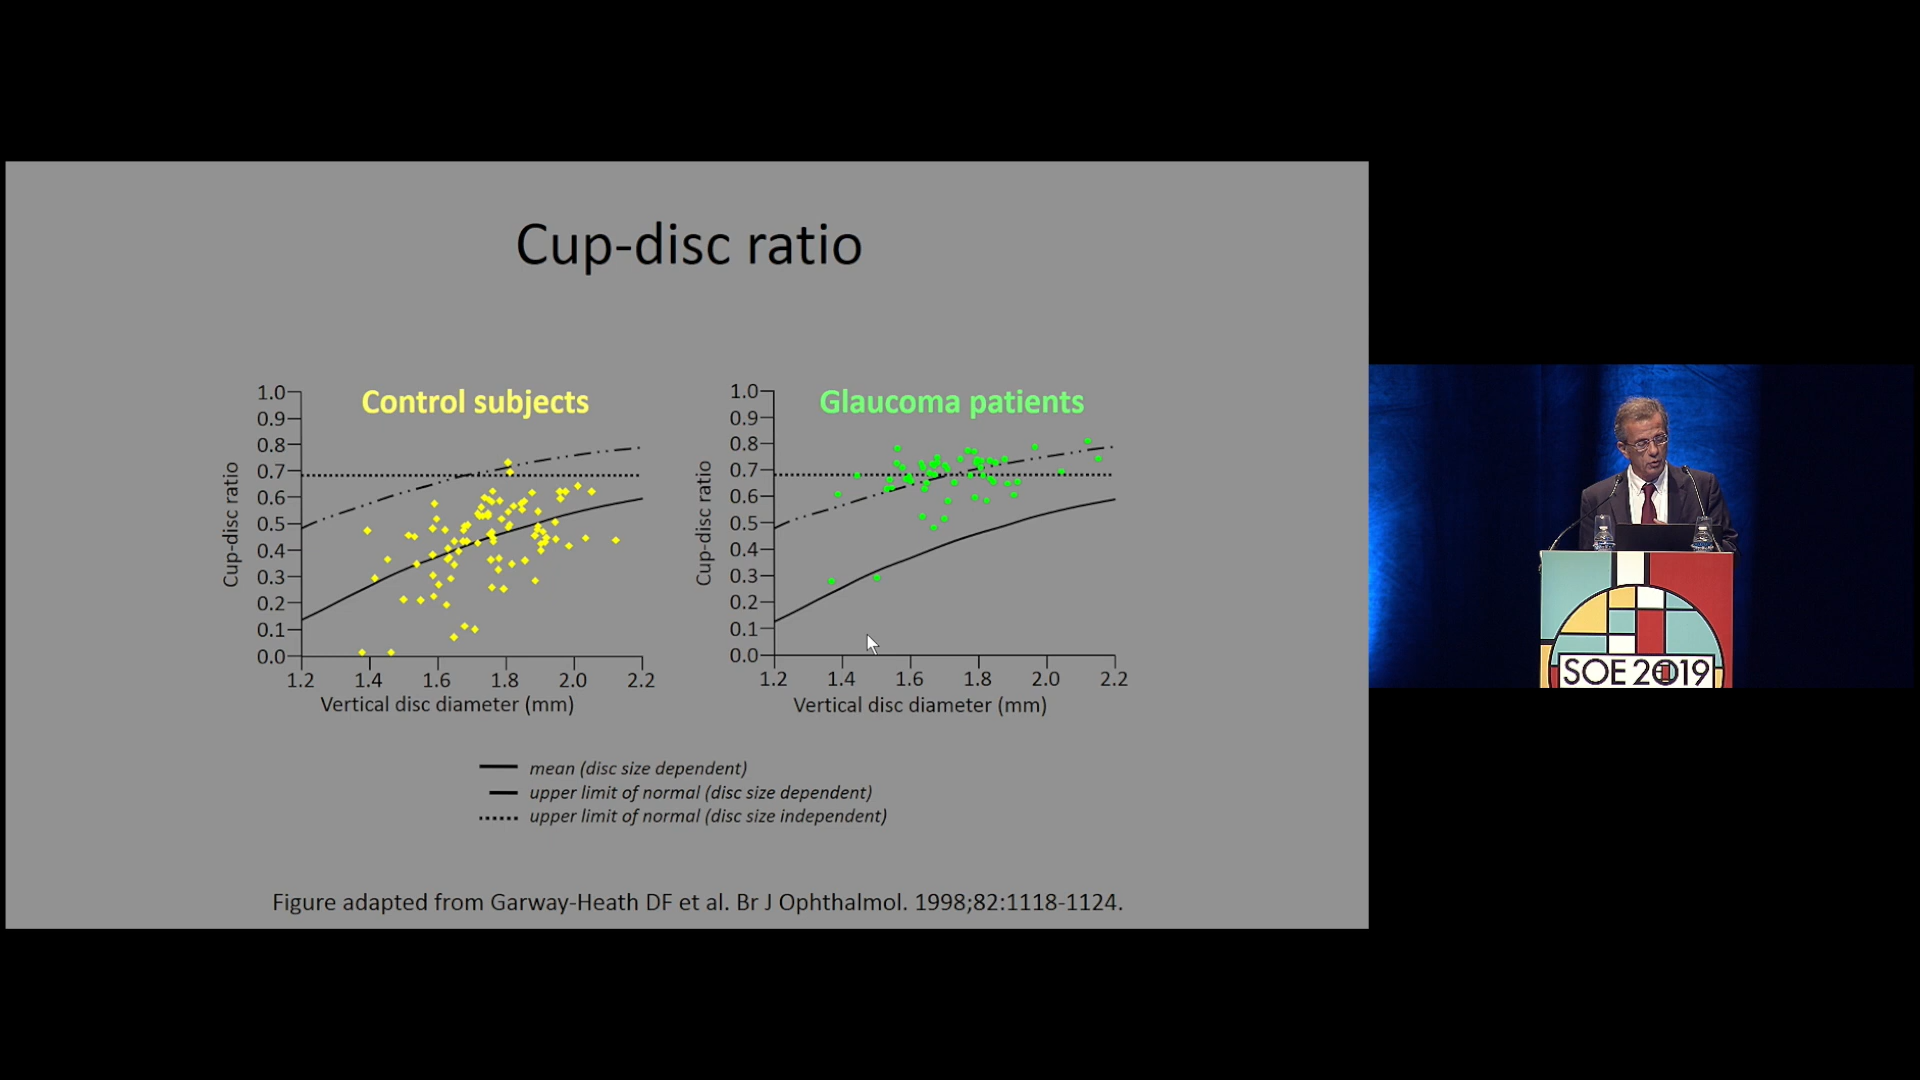 Cup-disc ratio
Control subjects
1.0
0.9
0.8
0.7
0.6
0.5
0.4
0.3
0.2
0.1
0.0
Cup-disc ratio
1.2 1.4 1.6 1.8 2.0 2.2
Vertical disc diameter (mm)
Glaucoma patients
1.0
0.9
0.8
0.7
0.6
0.5
0.4
0.3
0.2
0.1
0.0
Cup-disc ratio
1.2 1.4 1.6 1.8 2.0 2.2
Vertical disc diameter (mm)
mean (disc size dependent)
upper limit of normal (disc size dependent)
upper limit of normal (disc size independent)
Figure adapted from Garway-Heath DF et al. Br J Ophthalmol. 1998;82:1118-1124.
SOE 2019